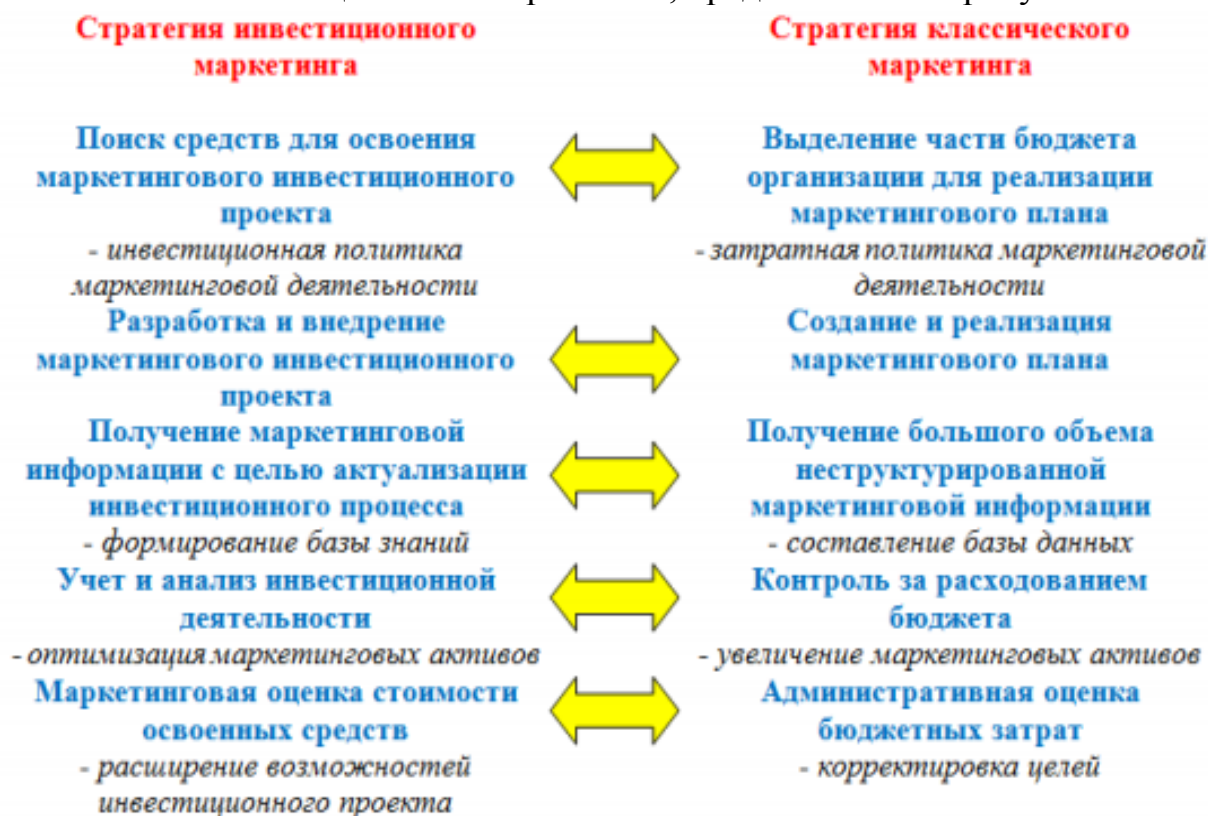 Стратегия инвестиционного
маркетинга
Стратегия классического
маркетинга
Поиск средств для освоения
маркетингового инвестиционного
проекта
- инвестиционная политика
маркетинговой деятельности
Выделение части бюджета
организации для реализации
маркетингового плана
- затратная политика маркетинговой
деятельности
Разработка и внедрение
маркетингового инвестиционного
проекта
Создание и реализация
маркетингового плана
Получение маркетинговой
информации с целью актуализации
инвестиционного процесса
- формирование базы знаний
Получение большого объема
неструктурированной
маркетинговой информации
- составление базы данных
Учет и анализ инвестиционной
деятельности
- оптимизация маркетинговых активов
Контроль за расходованием
бюджета
- увеличение маркетинговых активов
Маркетинговая оценка стоимости
освоенных средств
- расширение возможностей
инвестиционного проекта
Административная оценка
бюджетных затрат
- корректировка целей